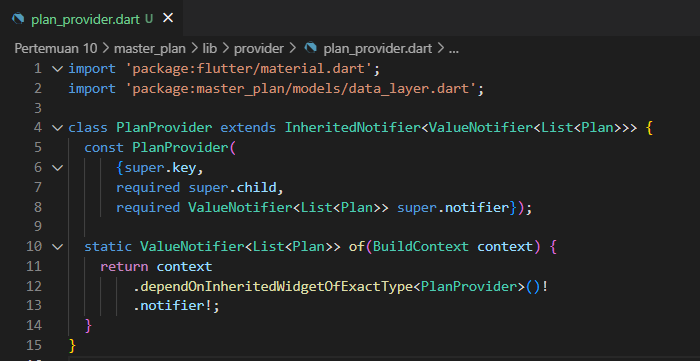 plan_provider.dart U ×
Pertemuan 10 > master_plan > lib > provider > plan_provider.dart > ...
1 import 'package:flutter/material.dart';
2 import 'package:master_plan/models/data_layer.dart';
3
4 class PlanProvider extends InheritedNotifier<ValueNotifier<List<Plan>>> {
5 const PlanProvider(
6 {super.key,
7 required super.child,
8 required ValueNotifier<List<Plan>> super.notifier});
9
10 static ValueNotifier<List<Plan>> of(BuildContext context) {
11 return context
12 .dependOnInheritedWidgetOfExactType<PlanProvider>()!
13 .notifier!;
14 }
15 }